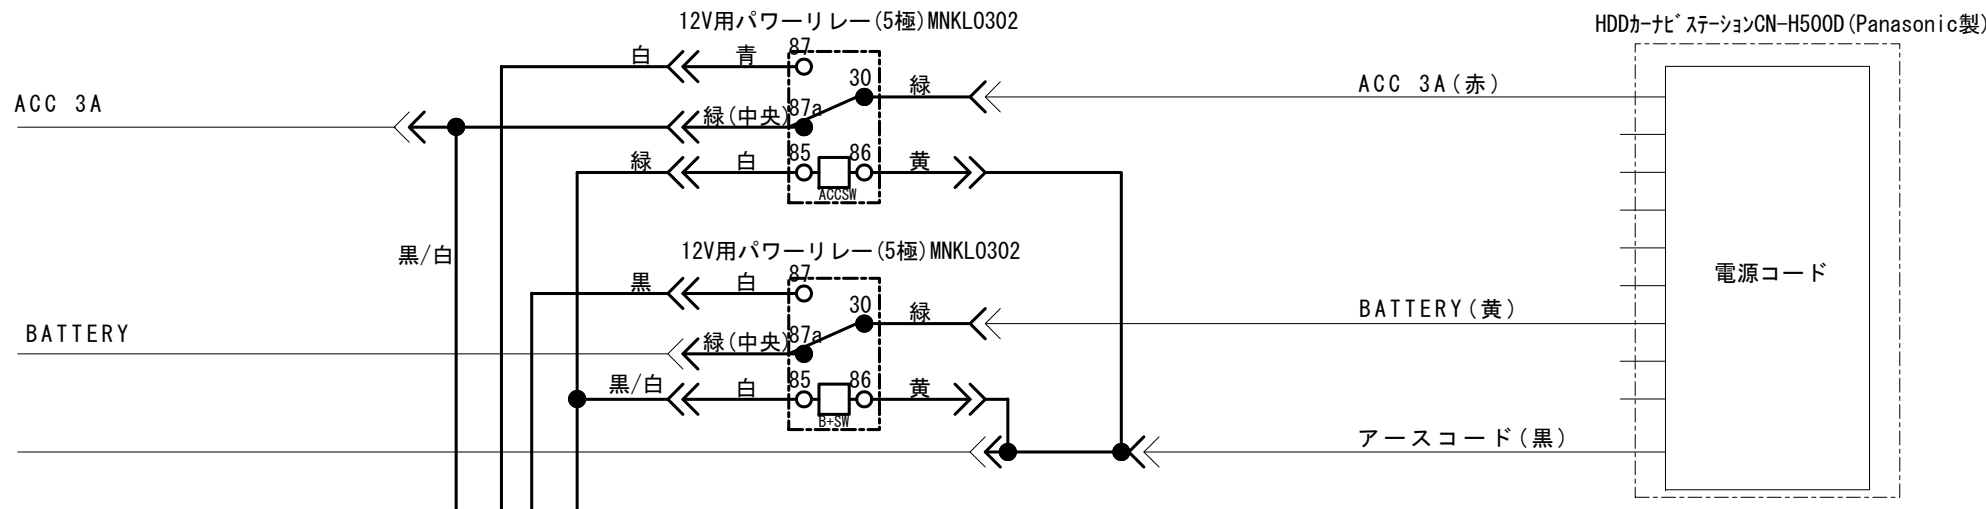 12V用パワーリレー(5極)MNKL0302
HDDカーナビステーションCN-H500D(Panasonic製)
白
青
87
30
緑
ACC 3A(赤)
ACC 3A
緑(中央)
87a
緑
白
85
86
黄
ACCSW
黒/白
12V用パワーリレー(5極)MNKL0302
黒
白
87
30
緑
BATTERY(黄)
電源コード
BATTERY
緑(中央)
87a
黒/白
白
85
86
黄
B+SW
アースコード(黒)